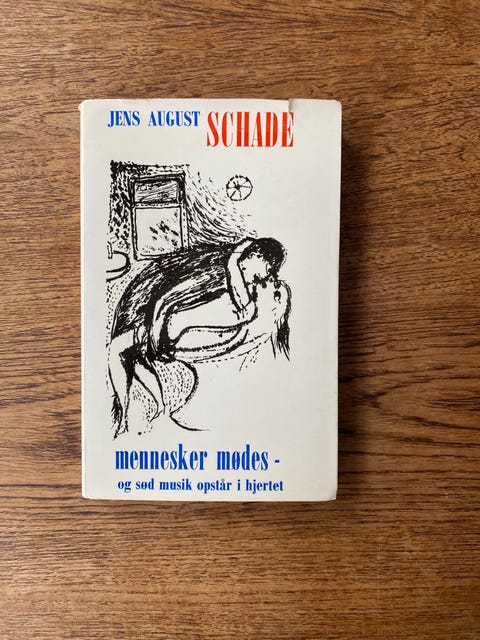 JENS AUGUST SCHADE
mennesker mødes -
og sød musik opstår i hjertet